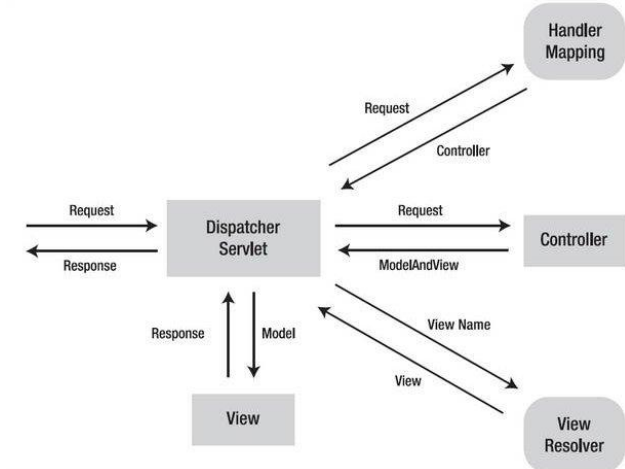 Handler
Mapping
Request
Controller
Request
Response
Dispatcher
Servlet
Request
ModelAndView
Controller
Response
Model
View Name
View
View
View
Resolver